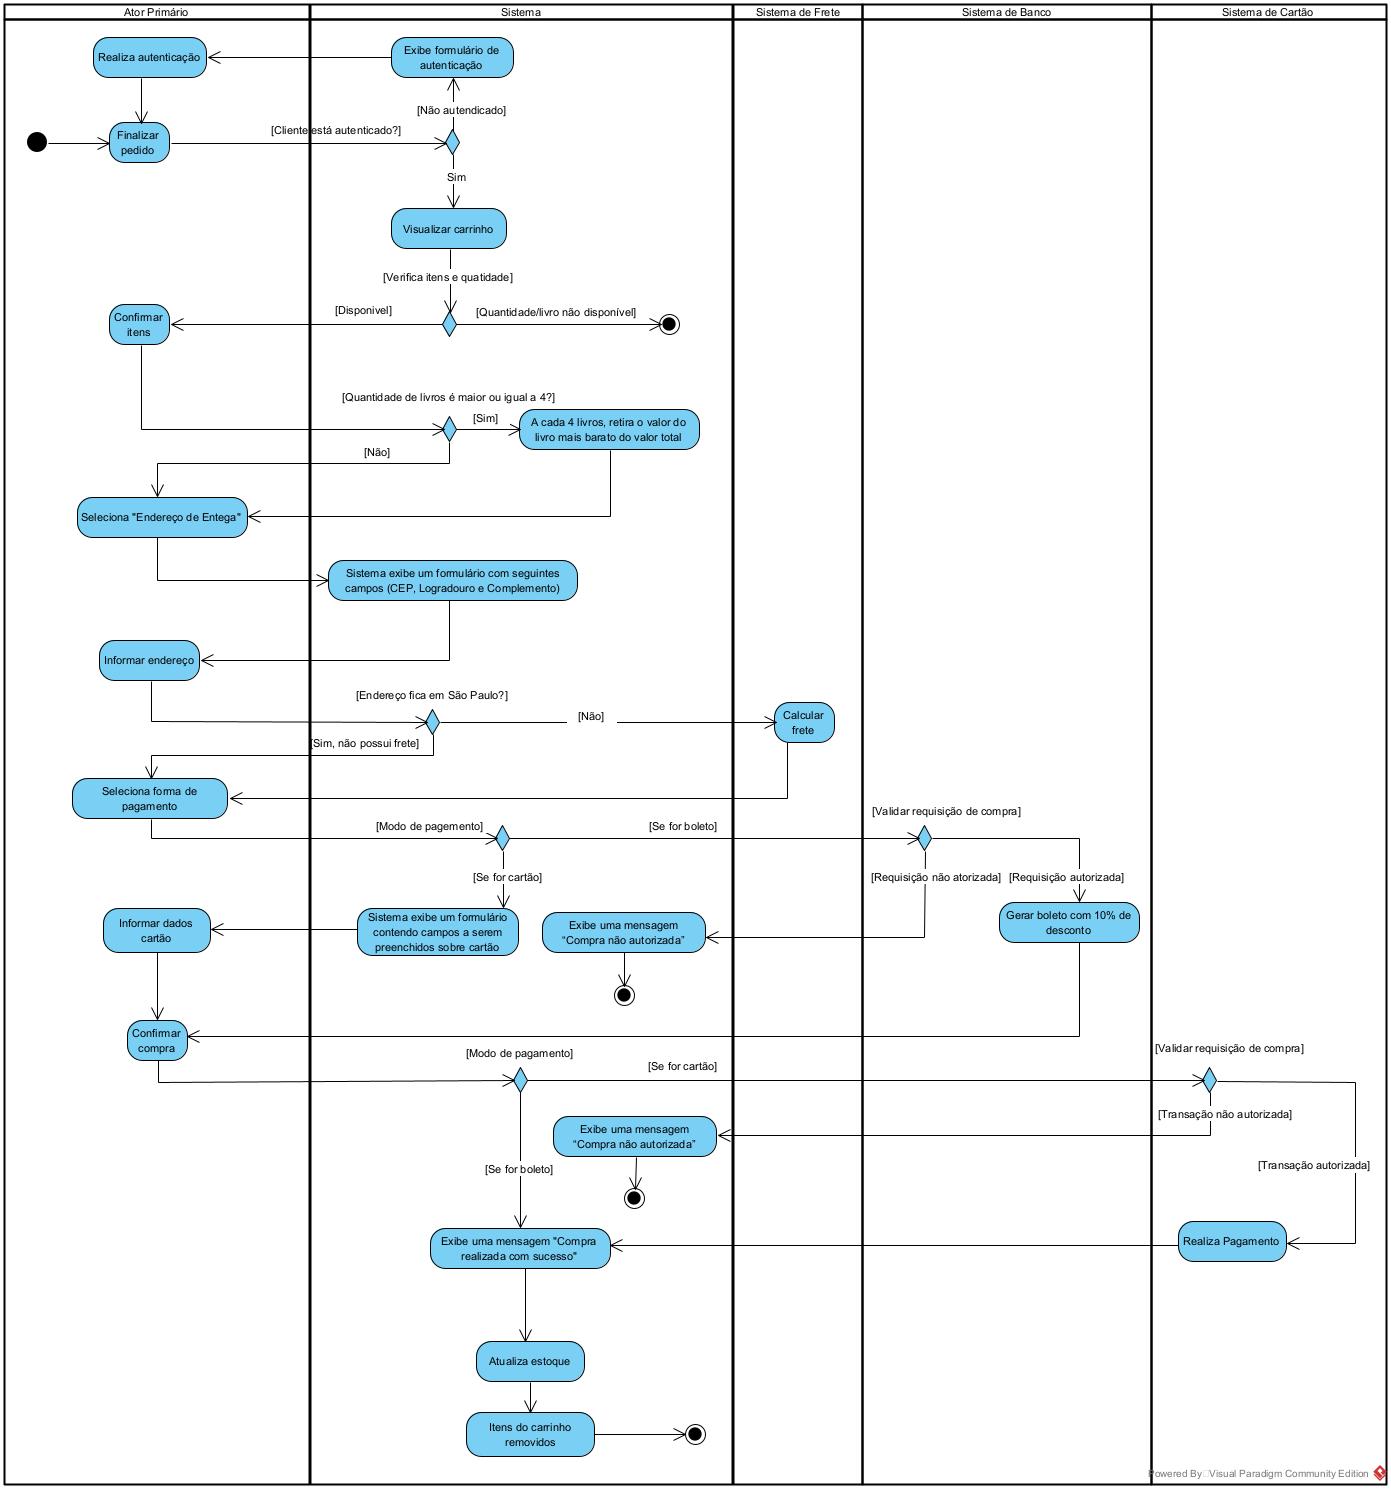 Ator Primário
Sistema
Sistema de Frete
Sistema de Banco
Sistema de Cartão
Realiza autenticação
Exibe formulário de
autenticação
[Não autendicado]
[Cliente está autenticado?]
Finalizar
pedido
Sim
Visualizar carrinho
[Verifica itens e quatidade]
[Disponivel]
[Quantidade/livro não disponível]
Confirmar
itens
[Quantidade de livros é maior ou igual a 4?]
[Sim]
A cada 4 livros, retira o valor do
livro mais barato do valor total
[Não]
Seleciona "Endereço de Entega"
Sistema exibe um formulário com seguintes
campos (CEP, Logradouro e Complemento)
Informar endereço
[Endereço fica em São Paulo?]
[Não]
Calcular
frete
[Sim, não possui frete]
Seleciona forma de
pagamento
[Modo de pagemento]
[Se for boleto]
[Validar requisição de compra]
[Se for cartão]
[Requisição não atorizada]
[Requisição autorizada]
Informar dados
cartão
Sistema exibe um formulário
contendo campos a serem
preenchidos sobre cartão
Exibe uma mensagem
“Compra não autorizada”
Gerar boleto com 10% de
desconto
Confirmar
compra
[Modo de pagamento]
[Se for cartão]
[Validar requisição de compra]
[Transação não autorizada]
Exibe uma mensagem
“Compra não autorizada”
[Se for boleto]
[Transação autorizada]
Exibe uma mensagem "Compra
realizada com sucesso"
Realiza Pagamento
Atualiza estoque
Itens do carrinho
removidos
Powered By Visual Paradigm Community Edition